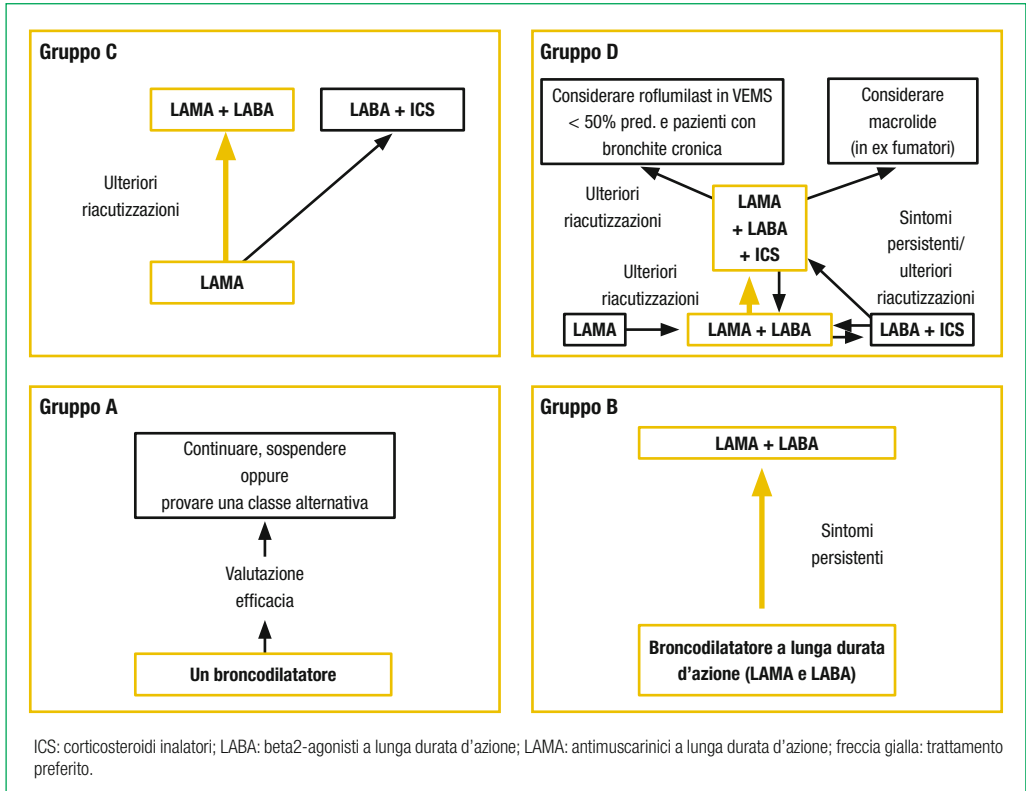 Gruppo C
LAMA + LABA
LABA + ICS
Ulteriori
riacutizzazioni
LAMA
Gruppo D
Considerare roflumilast in VEMS
< 50% pred. e pazienti con
bronchite cronica
Considerare
macrolide
(in ex fumatori)
Ulteriori
riacutizzazioni
LAMA
+ LABA
+ ICS
Sintomi
persistenti/
ulteriori
riacutizzazioni
Ulteriori
riacutizzazioni
LAMA
LAMA + LABA
LABA + ICS
Gruppo A
Continuare, sospendere
oppure
provare una classe alternativa
Valutazione
efficacia
Un broncodilatatore
Gruppo B
LAMA + LABA
Sintomi
persistenti
Broncodilatatore a lunga durata
d’azione (LAMA e LABA)
ICS: corticosteroidi inalatori; LABA: beta2-agonisti a lunga durata d’azione; LAMA: antimuscarinici a lunga durata d’azione; freccia gialla: trattamento
preferito.